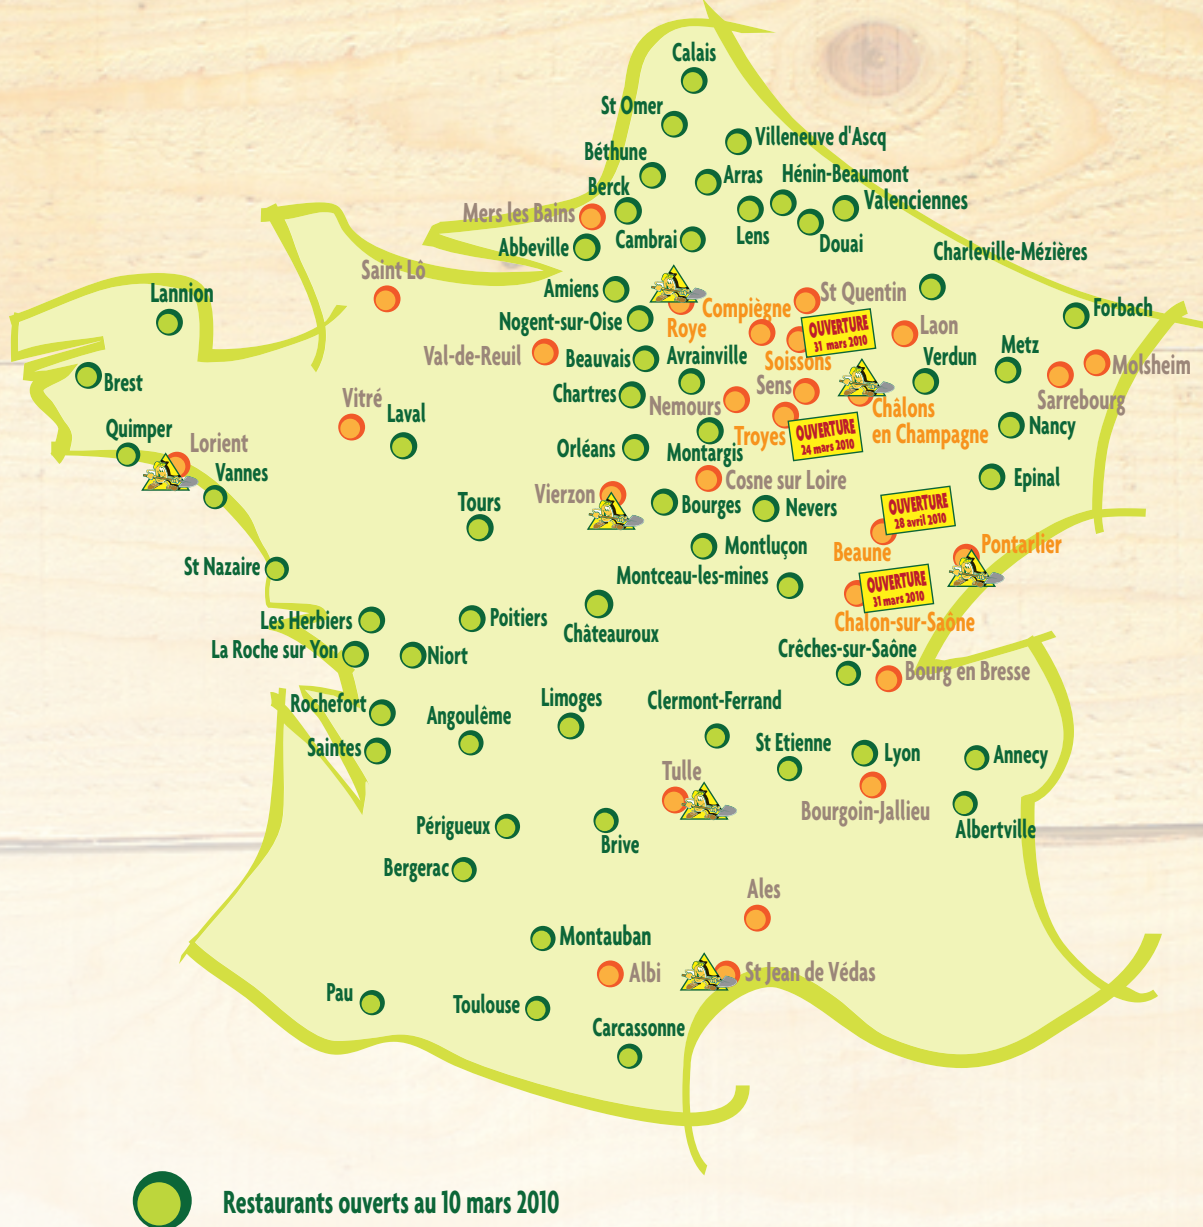 Calais
St Omer
Villeneuve d'Ascq
Béthune
Arras
Hénin-Beaumont
Berck
Valenciennes
Mers les Bains
Lens
Douai
Abbeville
Cambrai
Charleville-Mézières
Saint Lô
Lannion
Amiens
St Quentin
Compiègne
Forbach
Nogent-sur-Oise
Roye
OUVERTURE
31 mars 2010
Laon
Val-de-Reuil
Beauvais
Avrainville
Soissons
Verdun
Metz
Molsheim
Brest
Chartres
Sens
Sarrebourg
Vitré
Laval
Nemours
Châlons
en Champagne
Quimper
Lorient
Troyes
OUVERTURE
24 mars 2010
Nancy
Orléans
Montargis
Vannes
Cosne sur Loire
Epinal
Vierzon
Tours
Bourges
Nevers
OUVERTURE
28 avril 2010
Beaune
Pontarlier
Montluçon
St Nazaire
Montceau-les-mines
OUVERTURE
31 mars 2010
Les Herbiers
Poitiers
Châteauroux
Chalon-sur-Saône
La Roche sur Yon
Niort
Crêches-sur-Saône
Bourg en Bresse
Rochefort
Limoges
Clermont-Ferrand
Angoulême
Saintes
St Etienne
Lyon
Annecy
Tulle
Bourgoin-Jallieu
Périgueux
Brive
Albertville
Bergerac
Ales
Montauban
Albi
St Jean de Védas
Pau
Toulouse
Carcassonne
Restaurants ouverts au 10 mars 2010